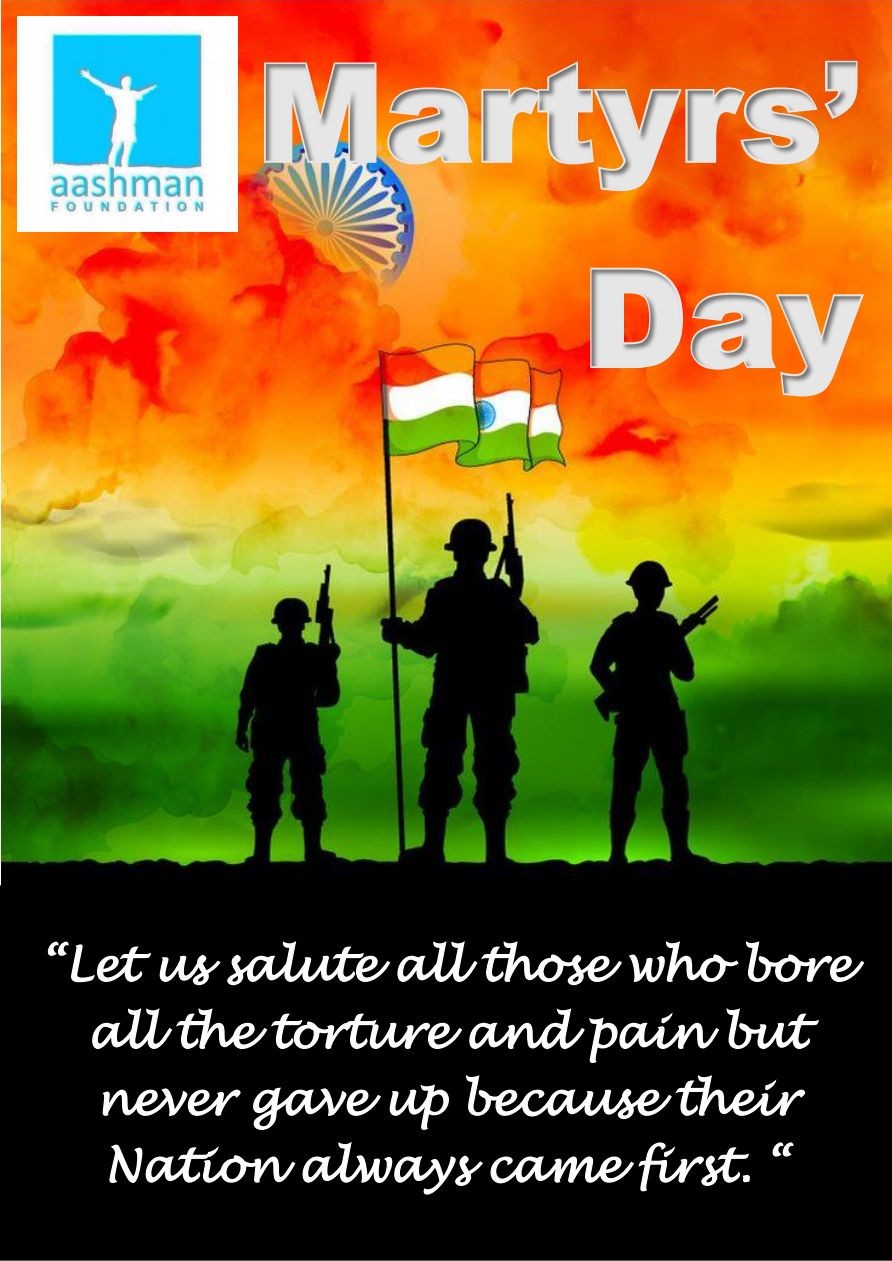 aashman
FOUNDATION
Martyrs’
Day
“Let us salute all those who bore
all the torture and pain but
never gave up because their
Nation always came first. “